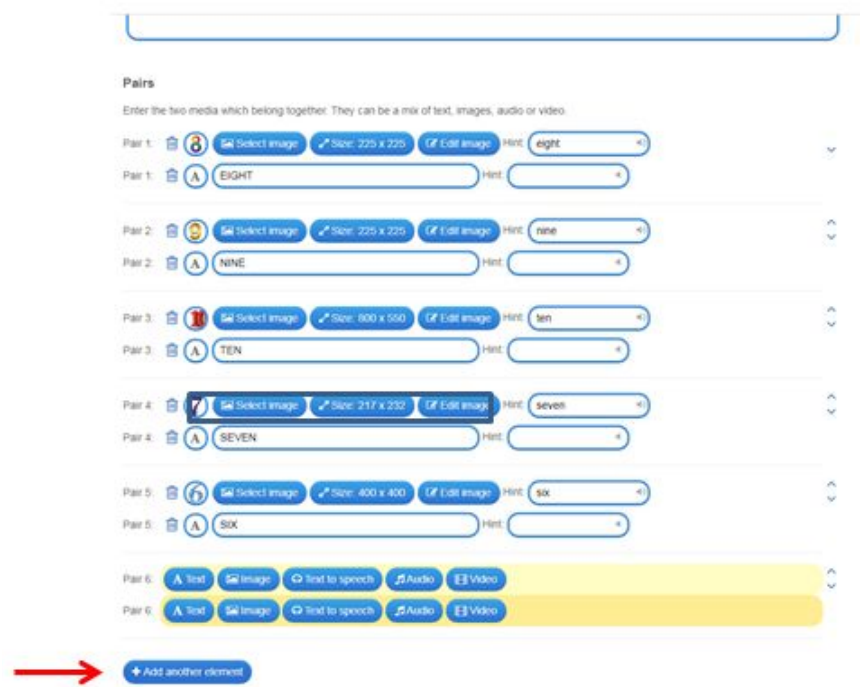 Pairs
Enter the two media which belong together. They can be a mix of text, images, audio or video.
Pair 1: 8 Select image Size: 225 x 225 Edit image Hint: eight
Pair 1: A EIGHT Hint:
Pair 2: 9 Select image Size: 225 x 225 Edit image Hint: nine
Pair 2: A NINE Hint:
Pair 3: 10 Select image Size: 800 x 550 Edit image Hint: ten
Pair 3: A TEN Hint:
Pair 4: 7 Select image Size: 217 x 232 Edit image Hint: seven
Pair 4: A SEVEN Hint:
Pair 5: 6 Select image Size: 400 x 400 Edit image Hint: six
Pair 5: A SIX Hint:
Pair 6: A Text Image Text to speech Audio Video
Pair 6: A Text Image Text to speech Audio Video
+ Add another element